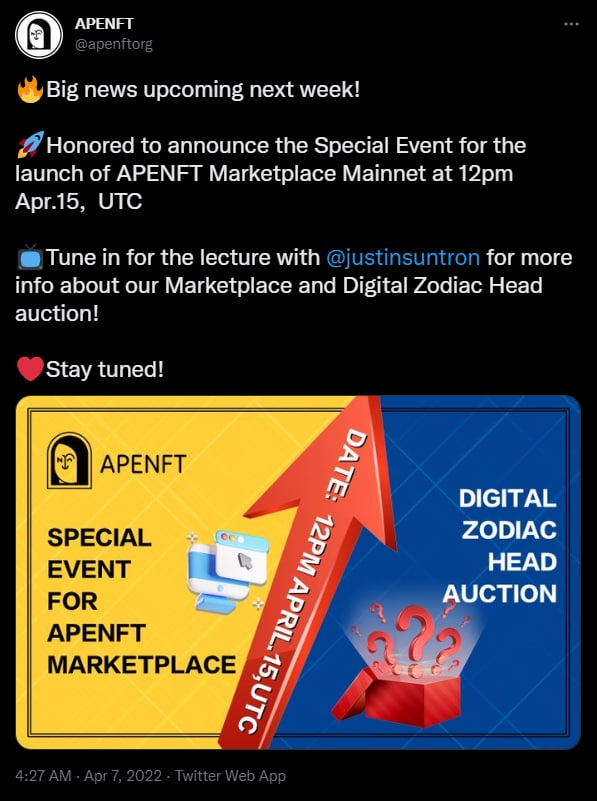 APENFT
@apenftorg
🔥Big news upcoming next week!
🚀Honored to announce the Special Event for the
launch of APENFT Marketplace Mainnet at 12pm
Apr.15,  UTC
📺Tune in for the lecture with @justinsuntron for more
info about our Marketplace and Digital Zodiac Head
auction!
❤️Stay tuned!
APENFT
SPECIAL
EVENT
FOR
APENFT
MARKETPLACE
DATE: 12PM APRIL.15,UTC
DIGITAL
ZODIAC
HEAD
AUCTION
???????
4:27 AM · Apr 7, 2022 · Twitter Web App